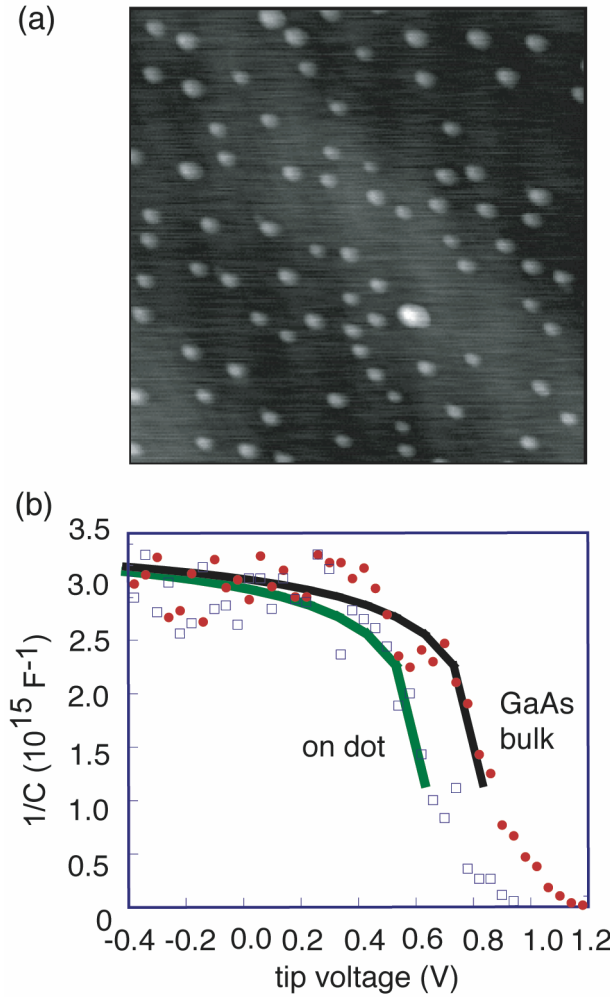 (a)
(b)
3.5
3.0
2.5
2.0
1.5
1.0
0.5
0
1/C (10¹⁵ F⁻¹)
on dot
GaAs
bulk
-0.4 -0.2 0.0 0.2 0.4 0.6 0.8 1.0 1.2
tip voltage (V)